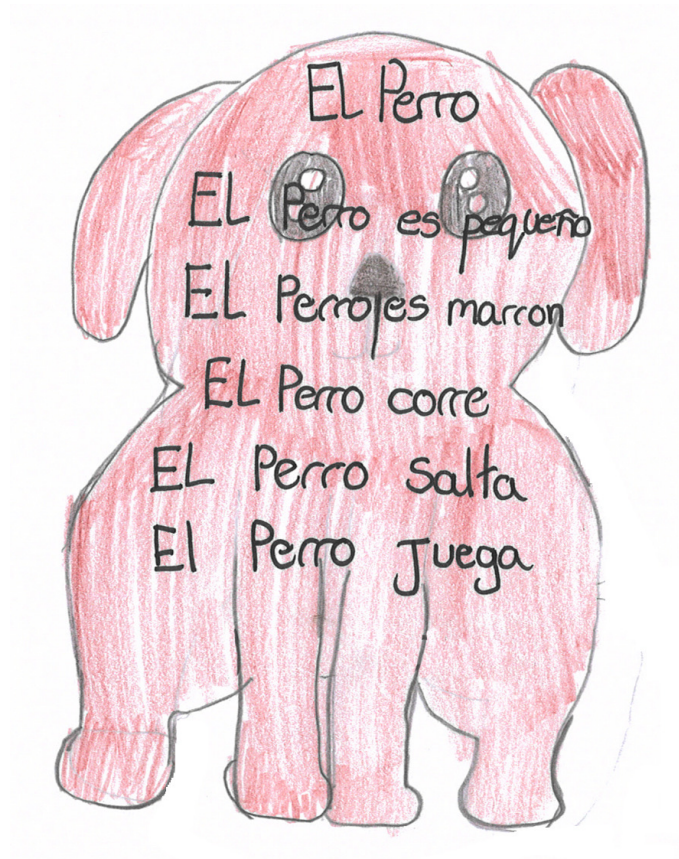 EL Perro
EL Perro es pequeño
EL Perro es marron
EL Perro corre
EL Perro salta
El Perro Juega